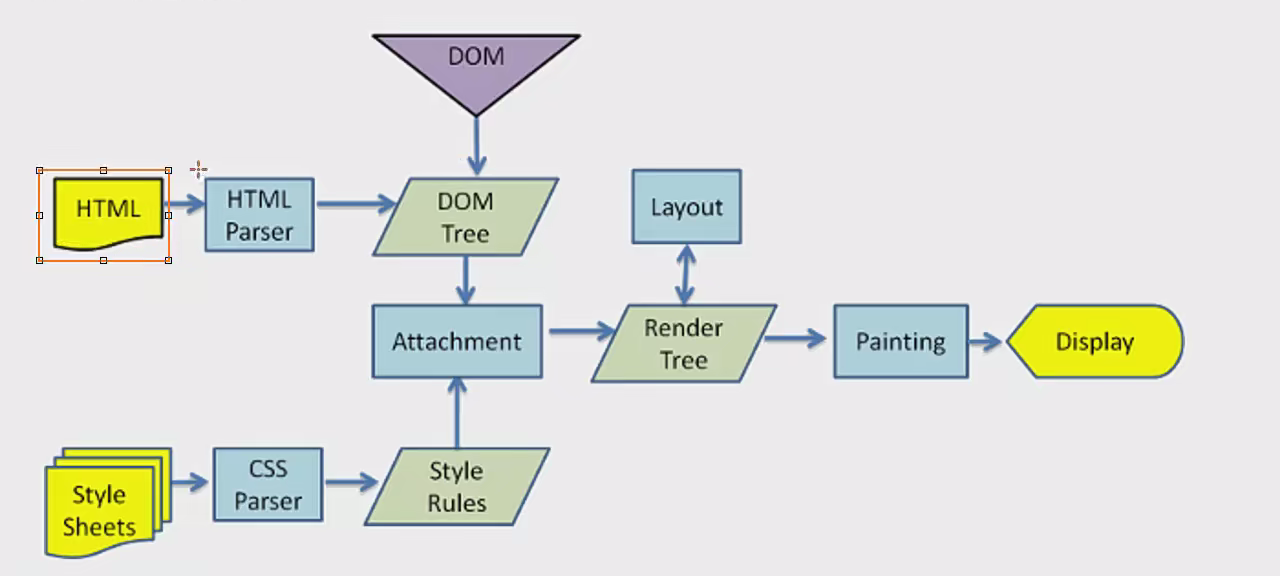 DOM
HTML
HTML
Parser
DOM
Tree
Layout
Attachment
Render
Tree
Painting
Display
Style
Sheets
CSS
Parser
Style
Rules